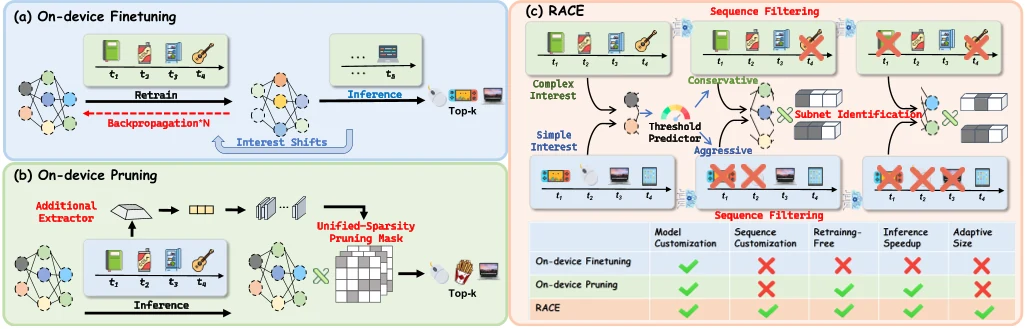 (a) On-device Finetuning
t1 t3 t3 t4
... ...
t5
Retrain
Backpropagation*N
Inference
Interest Shifts
Top-k
(b) On-device Pruning
Additional
Extractor
...
Unified-Sparsity
Pruning Mask
t1 t2 t3 t4
Inference
Top-k
(c) RACE
Sequence Filtering
t1 t2 t3 t4
t1 t2 t3 t4
t1 t2 t3 t4
Complex
Interest
Conservative
Threshold
Predictor
Subnet Identification
Simple
Interest
Aggressive
t1 t2 t3 t4
t1 t2 t3 t4
t1 t2 t3 t4
Sequence Filtering
Model Customization
Sequence Customization
Retraining-Free
Inference Speedup
Adaptive Size
On-device Finetuning
On-device Pruning
RACE